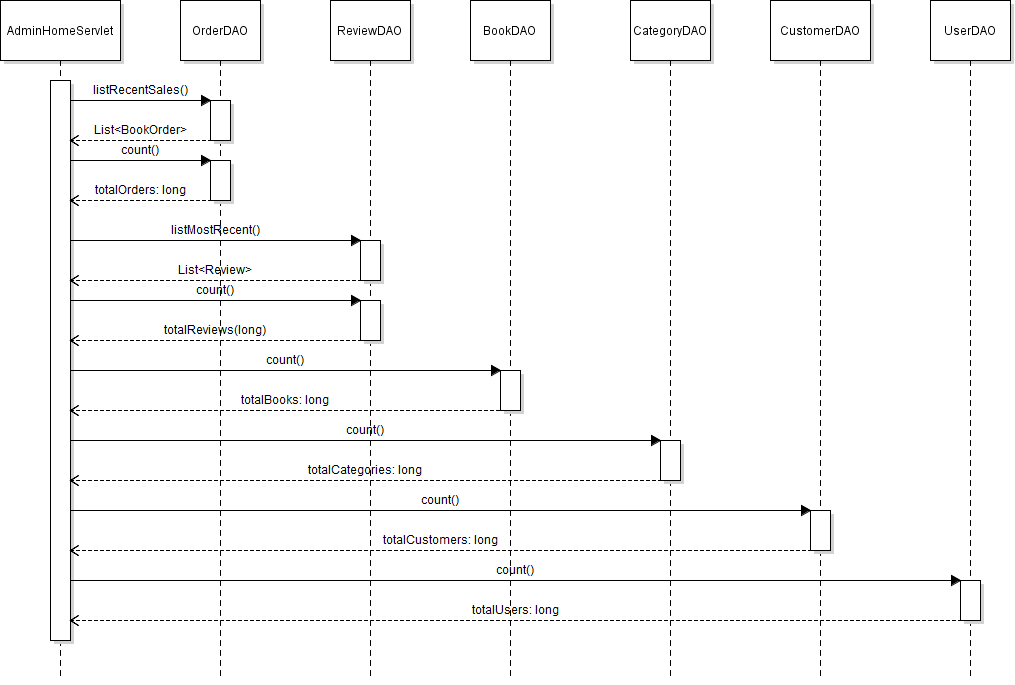 AdminHomeServlet
OrderDAO
ReviewDAO
BookDAO
CategoryDAO
CustomerDAO
UserDAO
listRecentSales()
List<BookOrder>
count()
totalOrders: long
listMostRecent()
List<Review>
count()
totalReviews(long)
count()
totalBooks: long
count()
totalCategories: long
count()
totalCustomers: long
count()
totalUsers: long